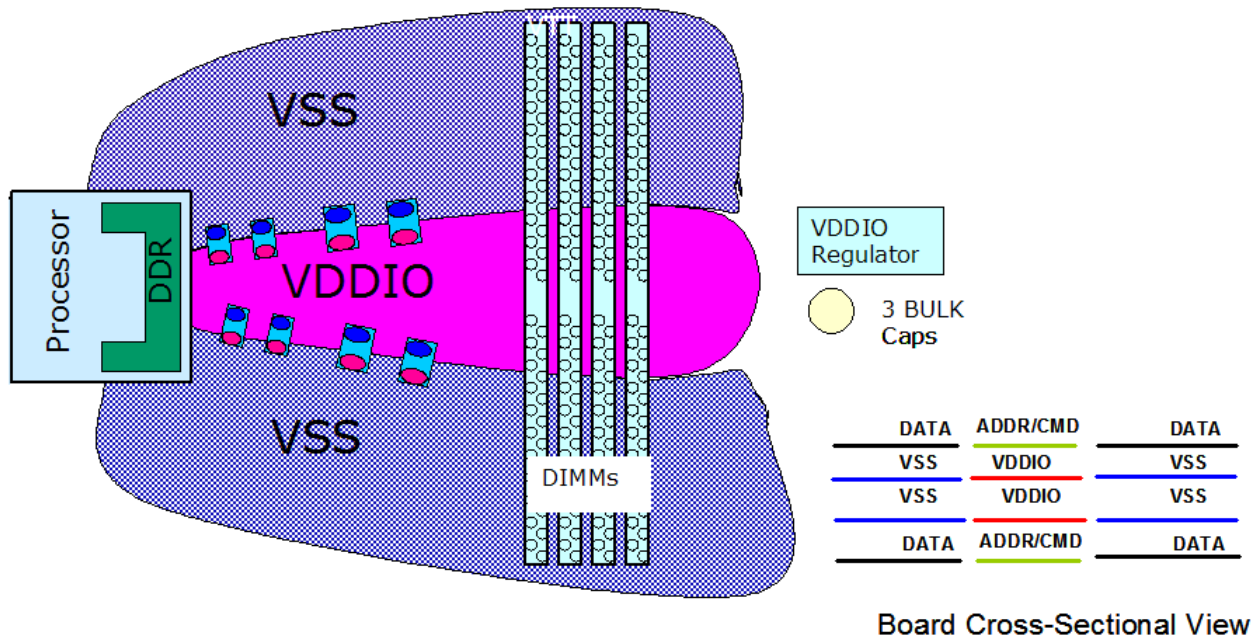 VTT
VSS
Processor
DDR
VDDIO
VSS
DIMMs
VDDIO
Regulator
3 BULK
Caps
DATA ADDR/CMD DATA
VSS VDDIO VSS
VSS VDDIO VSS
DATA ADDR/CMD DATA
Board Cross-Sectional View